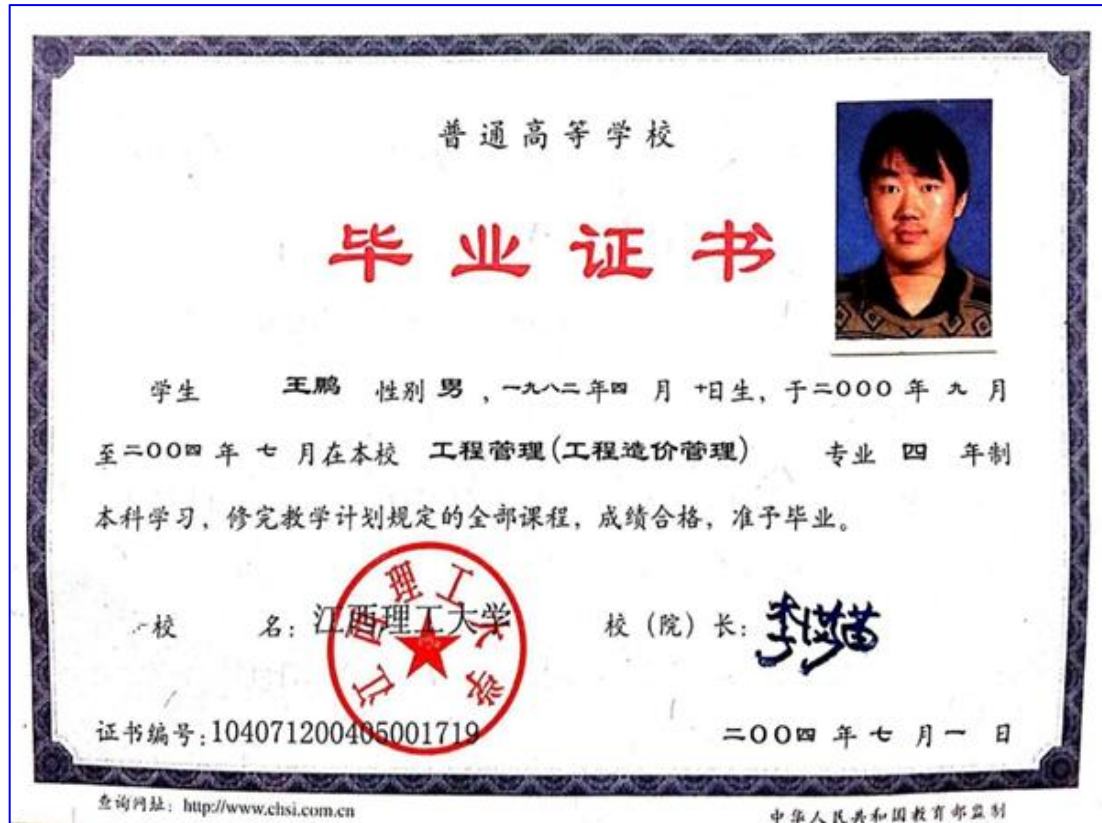 普通高等学校
毕业证书
学生 王鹏 性别 男 ，一九八二年四 月 十日生，于二000 年 九 月
至二00四 年 七 月在本校 工程管理(工程造价管理) 专业 四 年制
本科学习，修完教学计划规定的全部课程，成绩合格，准予毕业。
校 名：江西理工大学 校（院）长：
江西理工大学
证书编号：104071200405001719 二00四 年 七 月 一 日
查询网址：http://www.chsi.com.cn 中华人民共和国教育部监制